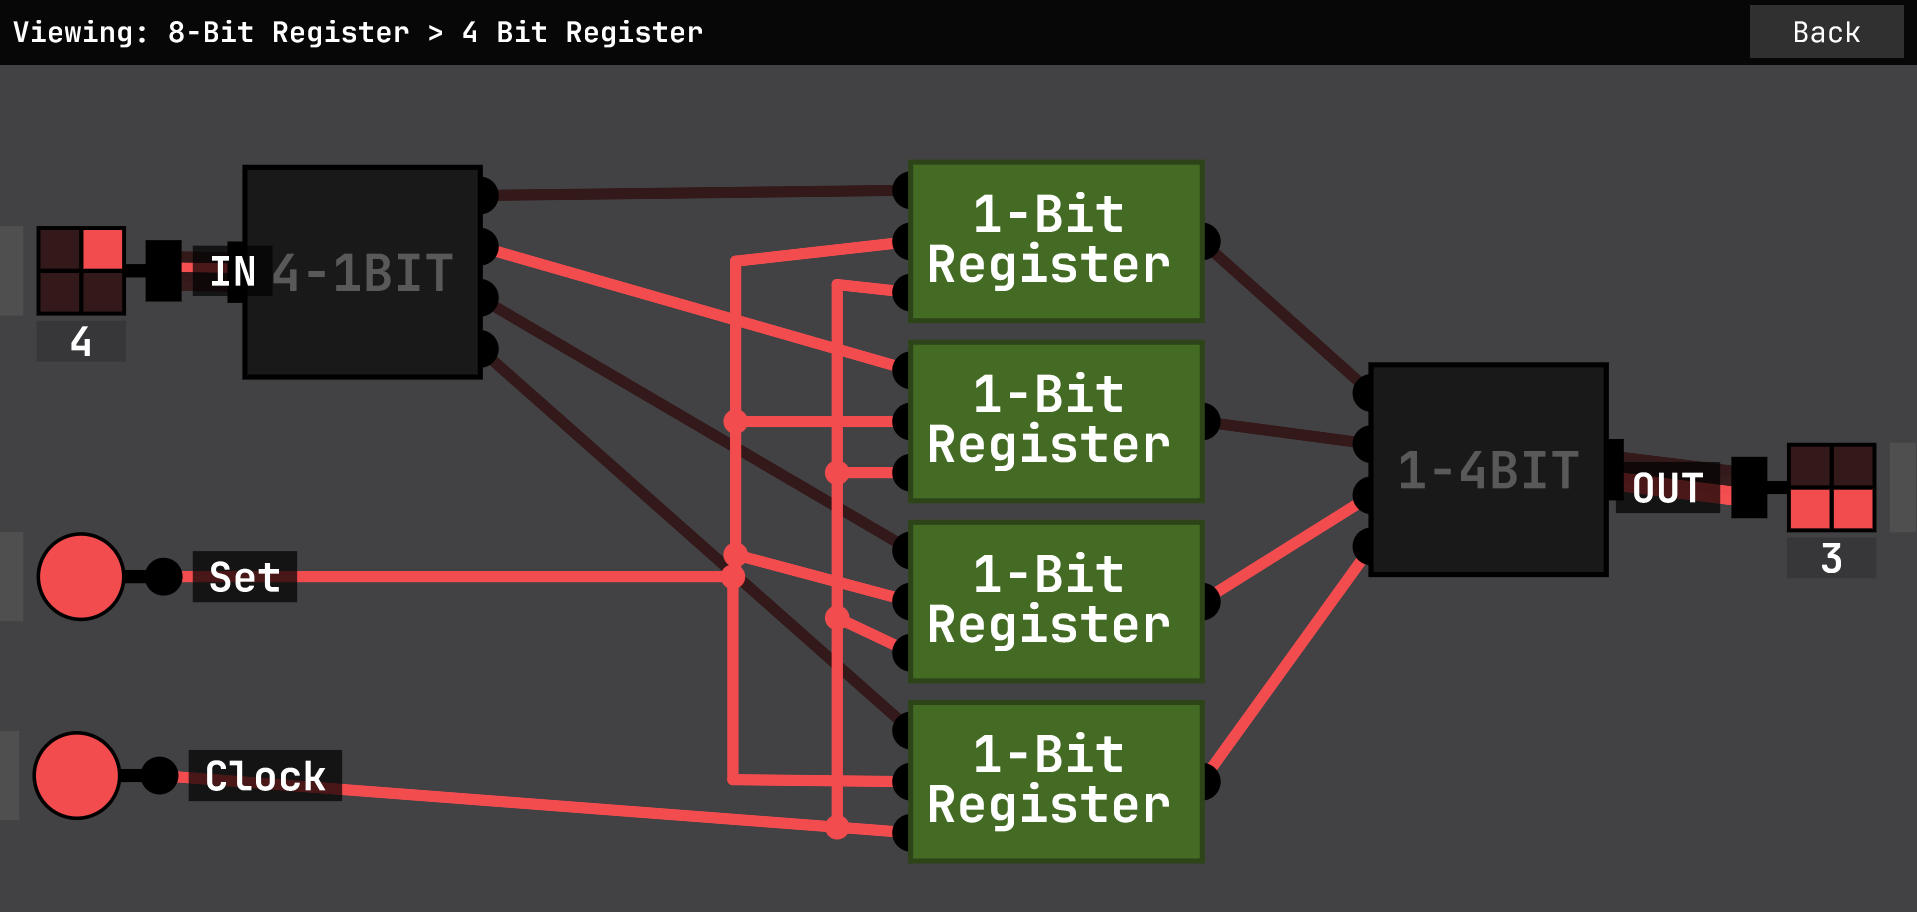 Viewing: 8-Bit Register > 4 Bit Register
Back
1-Bit
Register
IN
4-1BIT
4
1-Bit
Register
1-4BIT
OUT
3
1-Bit
Register
Set
1-Bit
Register
Clock